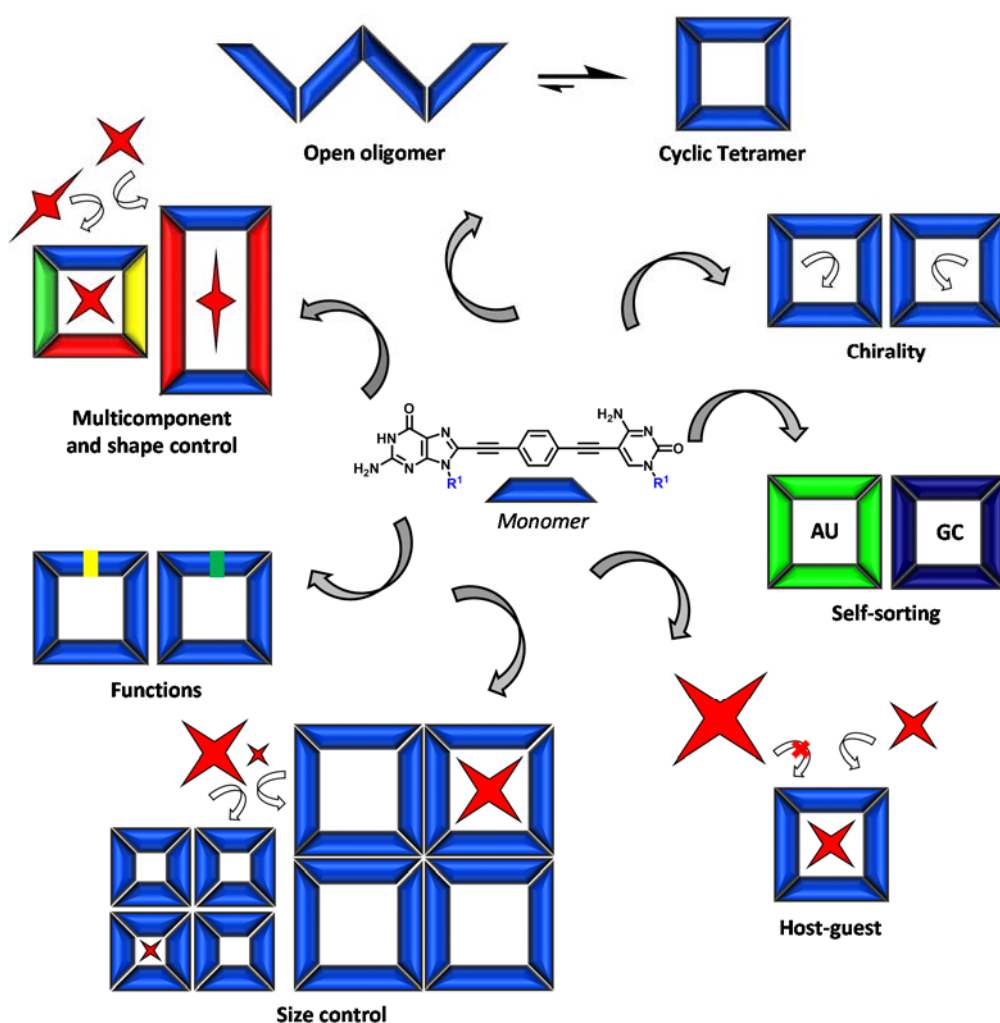 Open oligomer
Cyclic Tetramer
Chirality
Multicomponent
and shape control
O
HN
H₂N
N
N
N
R¹
H₂N
N
N
O
R¹
Monomer
AU
GC
Self-sorting
Functions
Host-guest
Size control